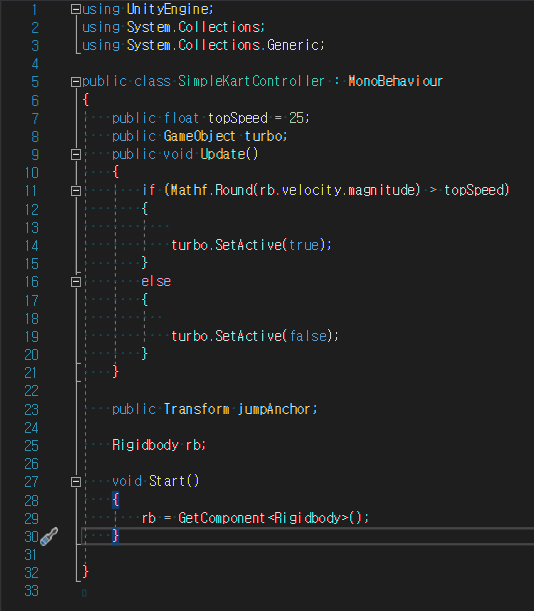 1 using UnityEngine;
2 using System.Collections;
3 using System.Collections.Generic;
4
5 public class SimpleKartController : MonoBehaviour
6 {
7     public float topSpeed = 25;
8     public GameObject turbo;
9     public void Update()
10     {
11         if (Mathf.Round(rb.velocity.magnitude) > topSpeed)
12         {
13
14             turbo.SetActive(true);
15         }
16         else
17         {
18
19             turbo.SetActive(false);
20         }
21     }
22
23     public Transform jumpAnchor;
24
25     Rigidbody rb;
26
27     void Start()
28     {
29         rb = GetComponent<Rigidbody>();
30     }
31
32 }
33